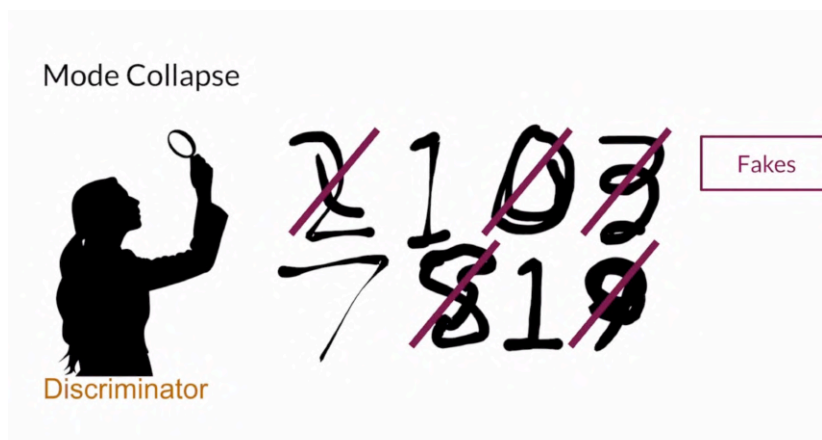 Mode Collapse
2 1 0 3
Fakes
7 8 1 9
Discriminator